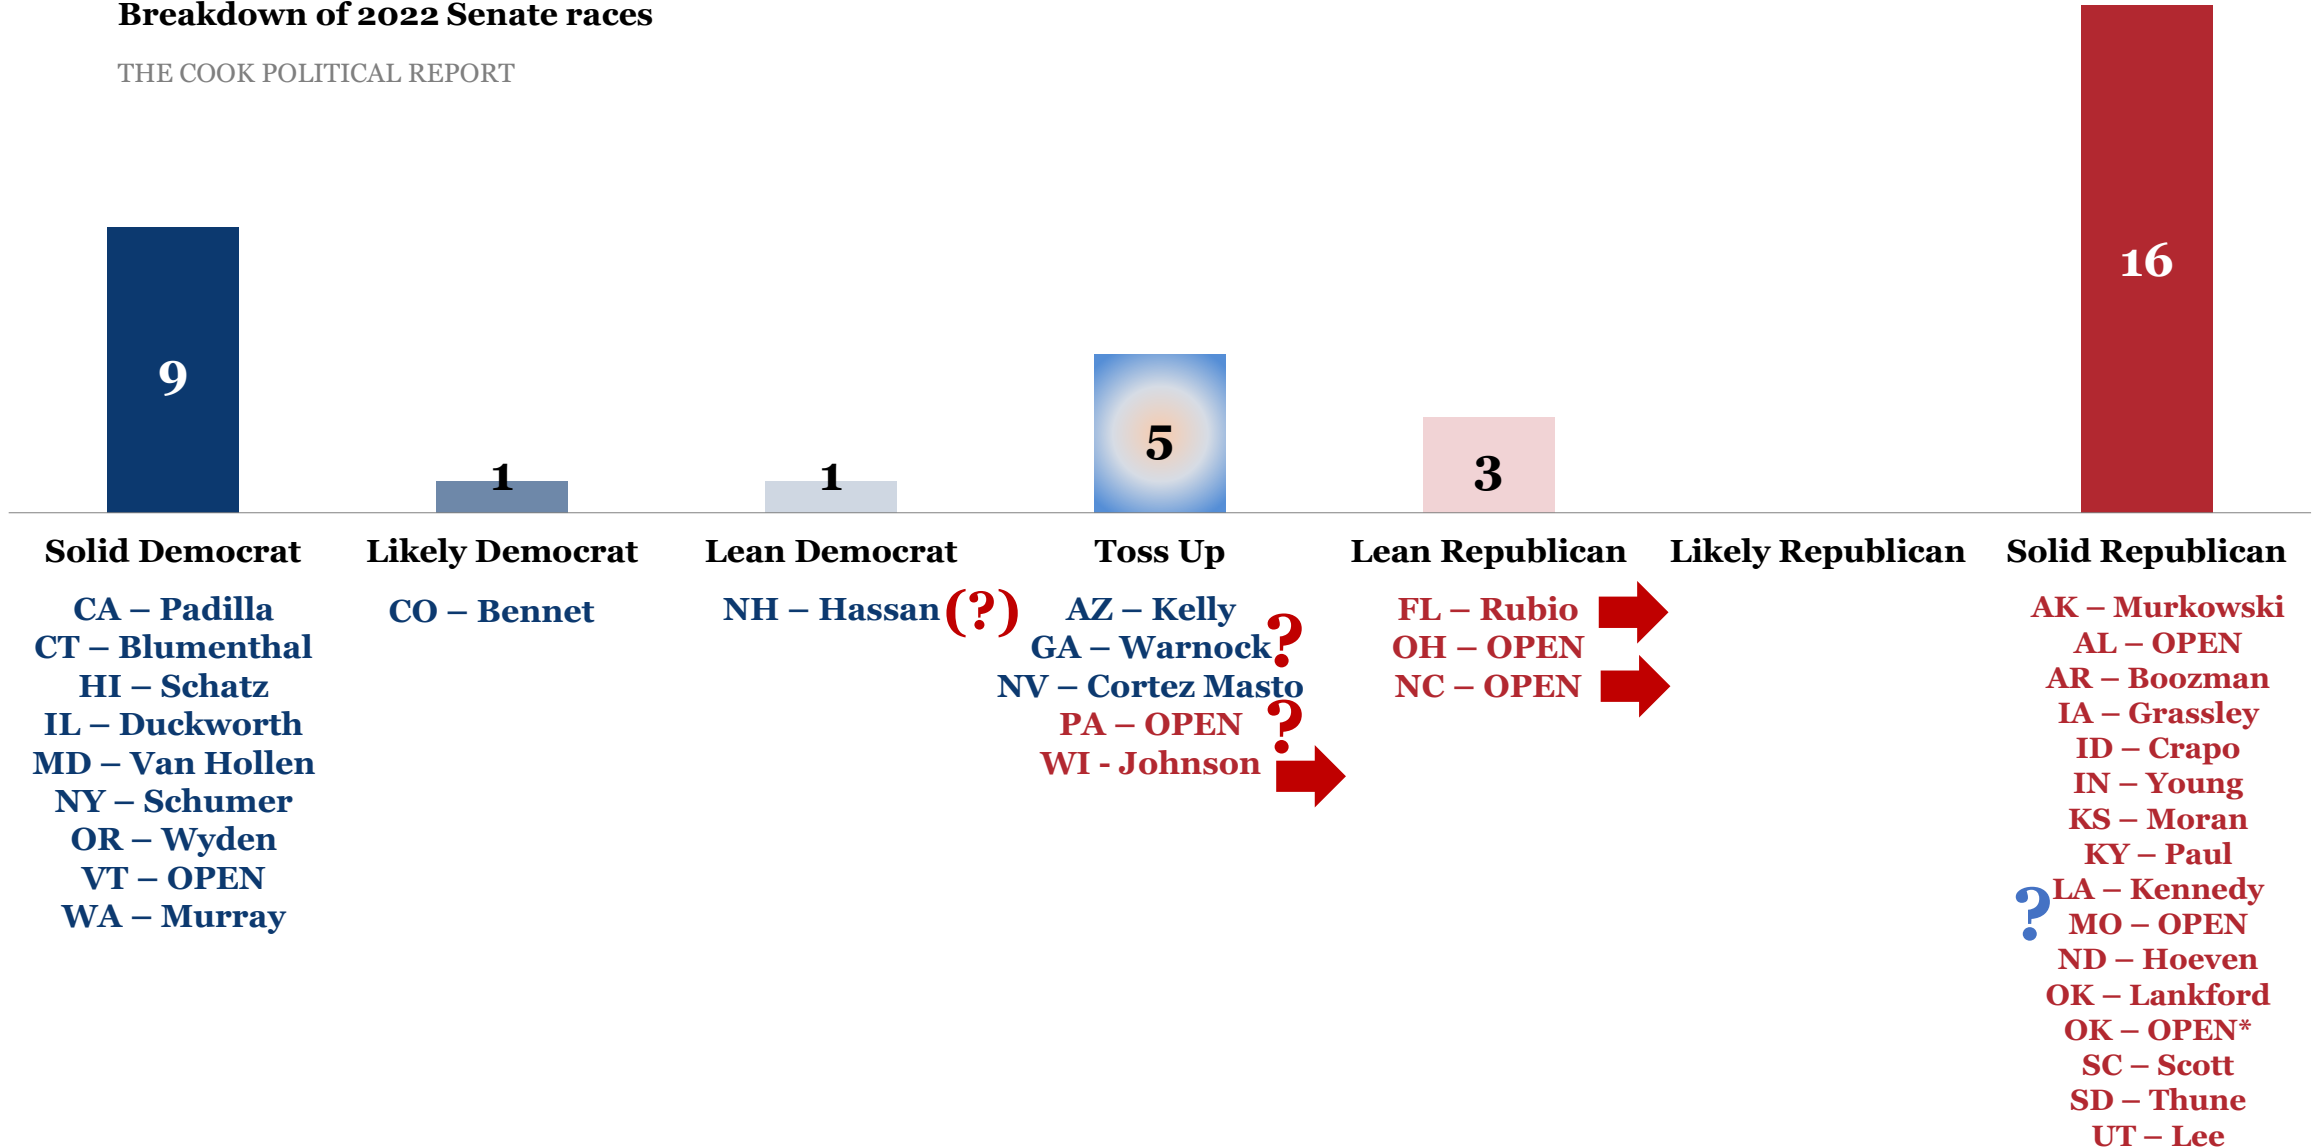 Breakdown of 2022 Senate races
THE COOK POLITICAL REPORT
9
1
1
5
3
16
Solid Democrat
CA – Padilla
CT – Blumenthal
HI – Schatz
IL – Duckworth
MD – Van Hollen
NY – Schumer
OR – Wyden
VT – OPEN
WA – Murray
Likely Democrat
CO – Bennet
Lean Democrat
NH – Hassan (?)
Toss Up
AZ – Kelly
GA – Warnock ?
NV – Cortez Masto
PA – OPEN ?
WI - Johnson
Lean Republican
FL – Rubio
OH – OPEN
NC – OPEN
Likely Republican
Solid Republican
AK – Murkowski
AL – OPEN
AR – Boozman
IA – Grassley
ID – Crapo
IN – Young
KS – Moran
KY – Paul
LA – Kennedy
? MO – OPEN
ND – Hoeven
OK – Lankford
OK – OPEN*
SC – Scott
SD – Thune
UT – Lee